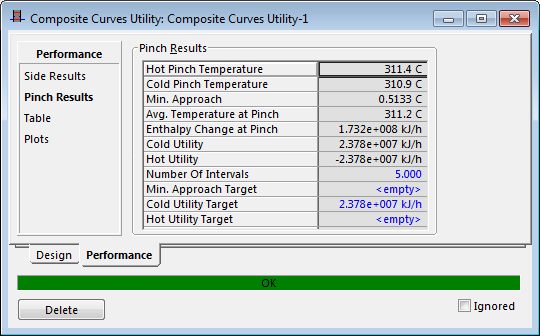 Composite Curves Utility: Composite Curves Utility-1
Performance
Side Results
Pinch Results
Table
Plots
Pinch Results
Hot Pinch Temperature 311.4 C
Cold Pinch Temperature 310.9 C
Min. Approach 0.5133 C
Avg. Temperature at Pinch 311.2 C
Enthalpy Change at Pinch 1.732e+008 kJ/h
Cold Utility 2.378e+007 kJ/h
Hot Utility -2.378e+007 kJ/h
Number Of Intervals 5.000
Min. Approach Target <empty>
Cold Utility Target 2.378e+007 kJ/h
Hot Utility Target <empty>
Design Performance
OK
Delete Ignored